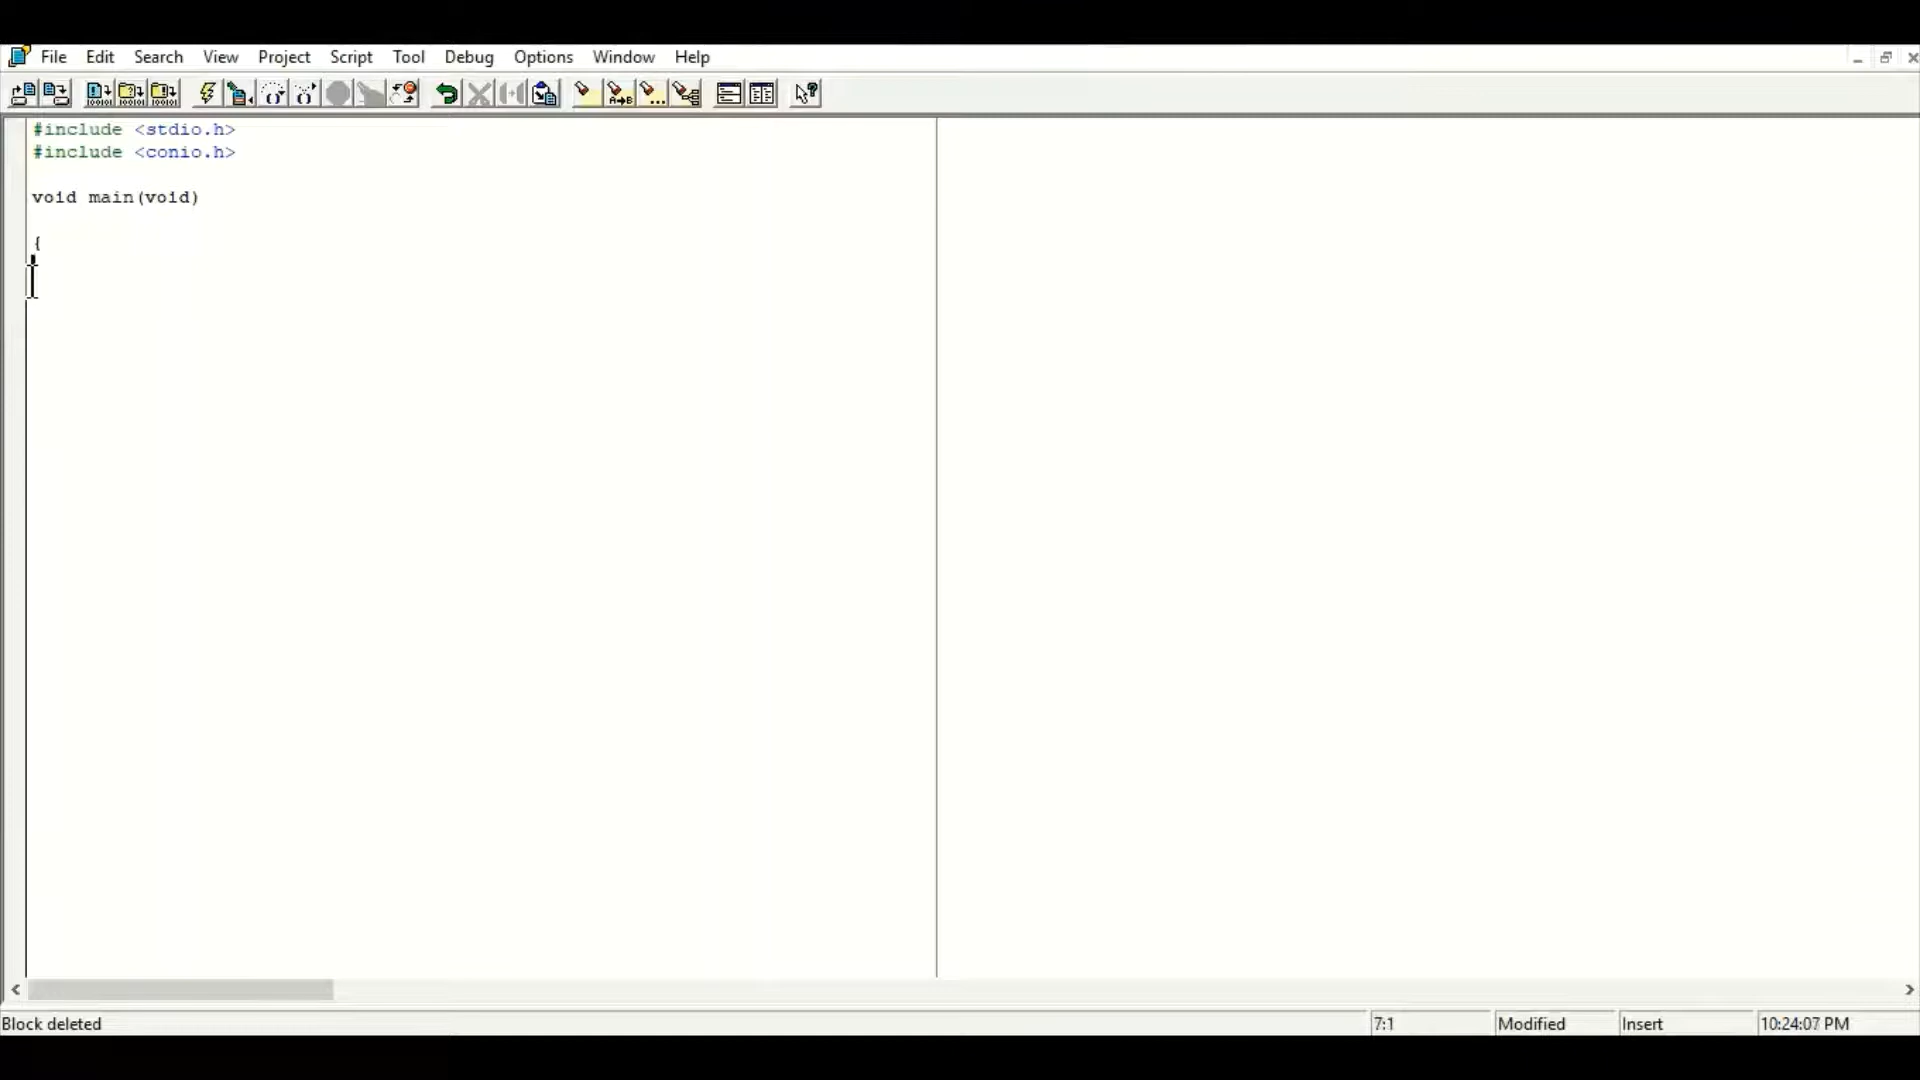 File Edit Search View Project Script Tool Debug Options Window Help
#include <stdio.h>
#include <conio.h>
void main(void)
{
Block deleted 7:1 Modified Insert 10:24:07 PM